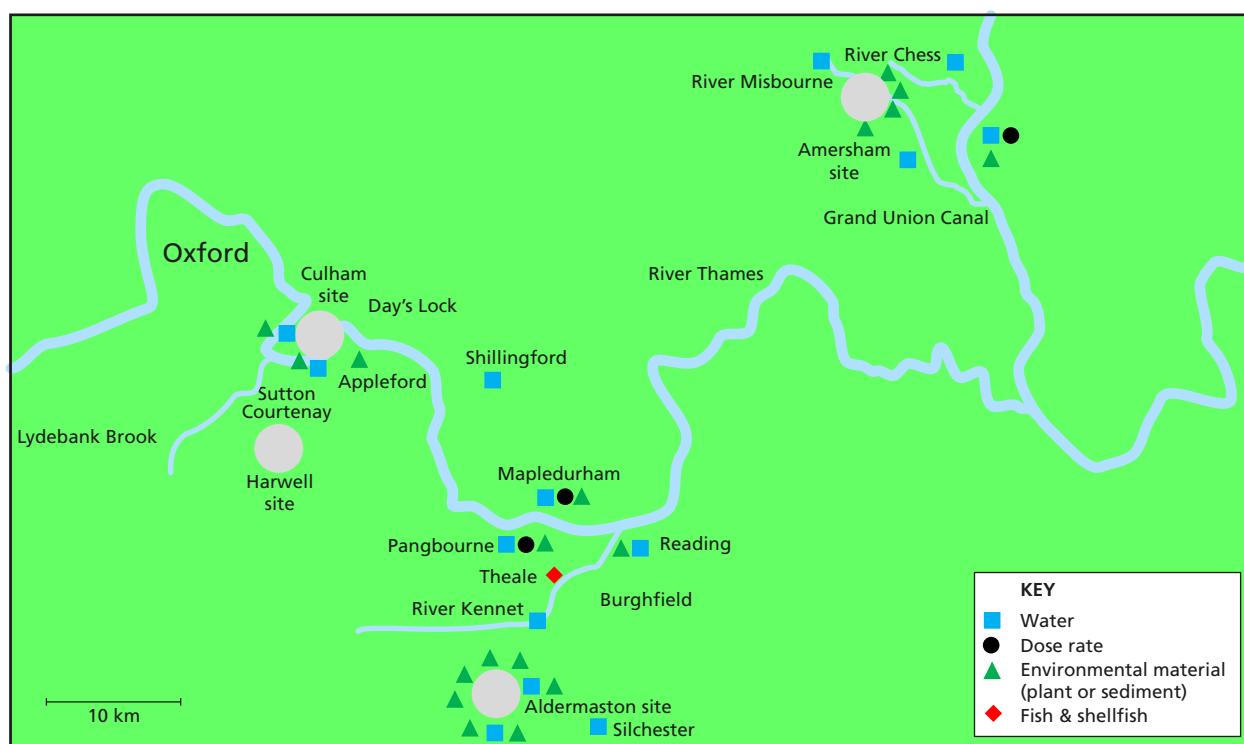 River Chess
River Misbourne
Amersham
site
Grand Union Canal
Oxford
Culham
site
River Thames
Day's Lock
Shillingford
Appleford
Sutton
Courtenay
Lydebank Brook
Harwell
site
Mapledurham
Pangbourne
Reading
Theale
Burghfield
River Kennet
Aldermaston site
Silchester
10 km
KEY
Water
Dose rate
Environmental material
(plant or sediment)
Fish & shellfish